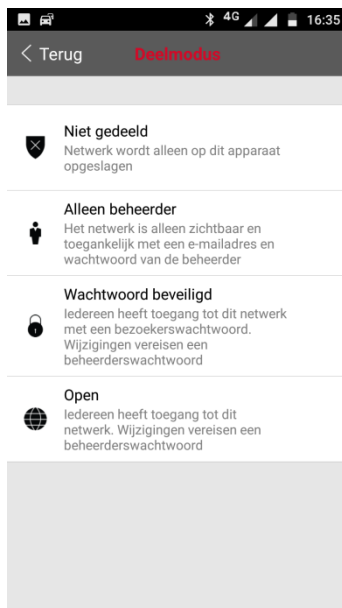 4G 16:35
Terug Deelmodus
Niet gedeeld
Netwerk wordt alleen op dit apparaat
opgeslagen
Alleen beheerder
Het netwerk is alleen zichtbaar en
toegankelijk met een e-mailadres en
wachtwoord van de beheerder
Wachtwoord beveiligd
Iedereen heeft toegang tot dit netwerk
met een bezoekerswachtwoord.
Wijzigingen vereisen een
beheerderswachtwoord
Open
Iedereen heeft toegang tot dit
netwerk. Wijzigingen vereisen een
beheerderswachtwoord